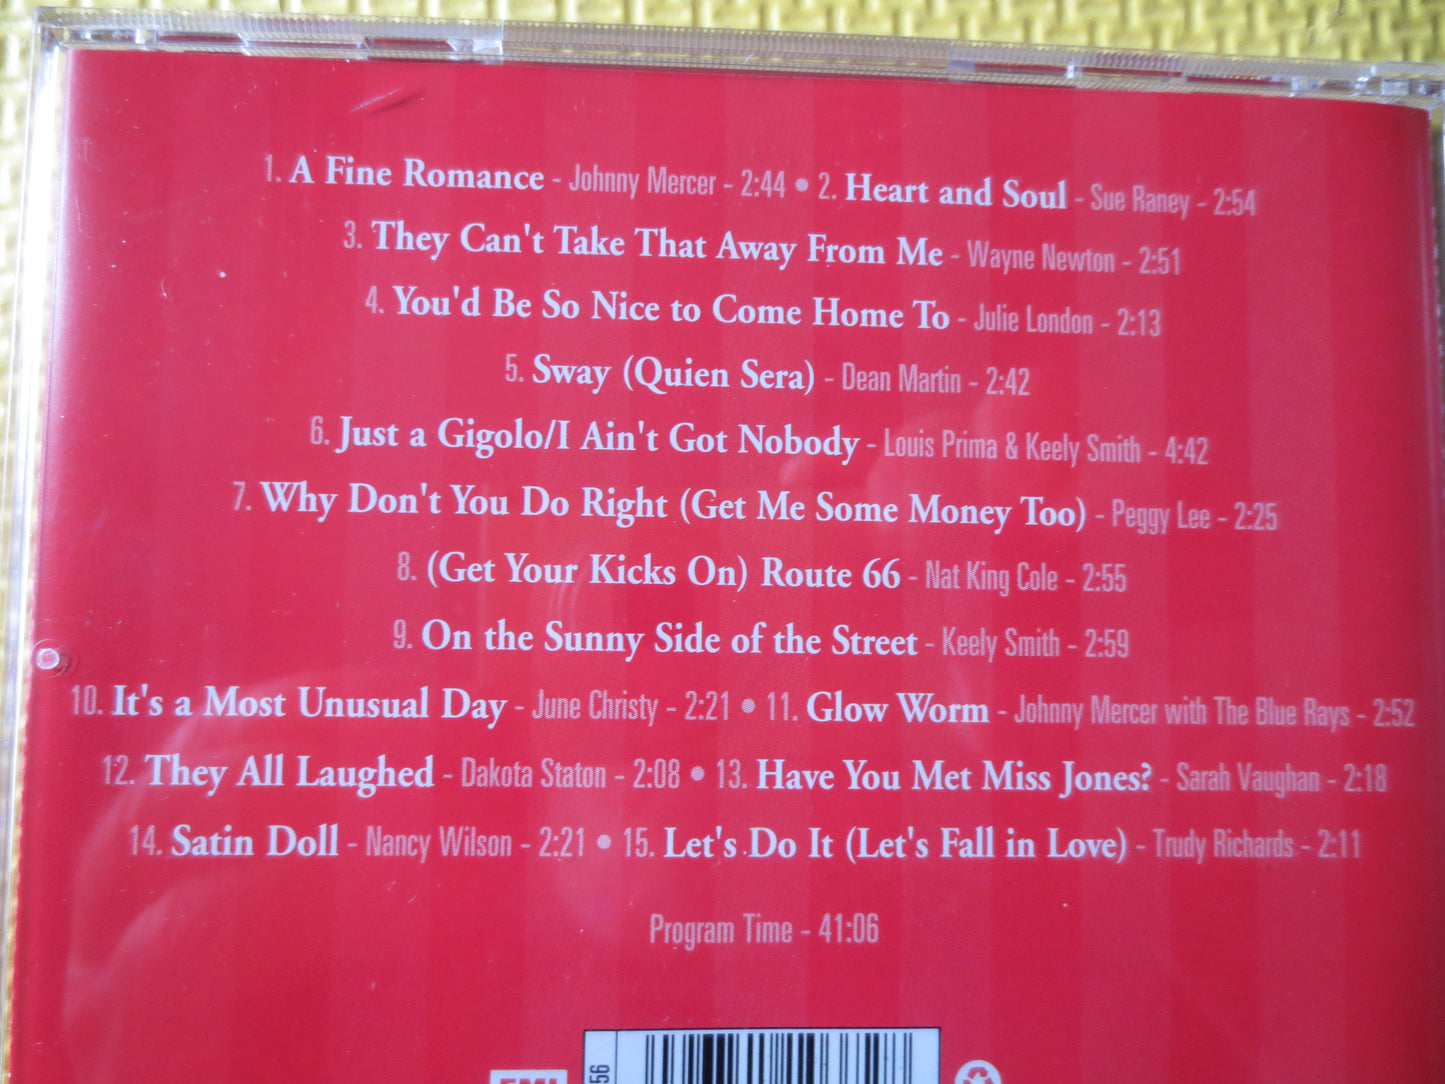 1. A Fine Romance - Johnny Mercer - 2:44 • 2. Heart and Soul - Sue Raney - 2:54
3. They Can't Take That Away From Me - Wayne Newton - 2:51
4. You'd Be So Nice to Come Home To - Julie London - 2:13
5. Sway (Quien Sera) - Dean Martin - 2:42
6. Just a Gigolo/I Ain't Got Nobody - Louis Prima & Keely Smith - 4:42
7. Why Don't You Do Right (Get Me Some Money Too) - Peggy Lee - 2:25
8. (Get Your Kicks On) Route 66 - Nat King Cole - 2:55
9. On the Sunny Side of the Street - Keely Smith - 2:59
10. It's a Most Unusual Day - June Christy - 2:21 • 11. Glow Worm - Johnny Mercer with The Blue Rays - 2:52
12. They All Laughed - Dakota Staton - 2:08 • 13. Have You Met Miss Jones? - Sarah Vaughan - 2:18
14. Satin Doll - Nancy Wilson - 2:21 • 15. Let's Do It (Let's Fall in Love) - Trudy Richards - 2:11
Program Time - 41:06
EMI
56